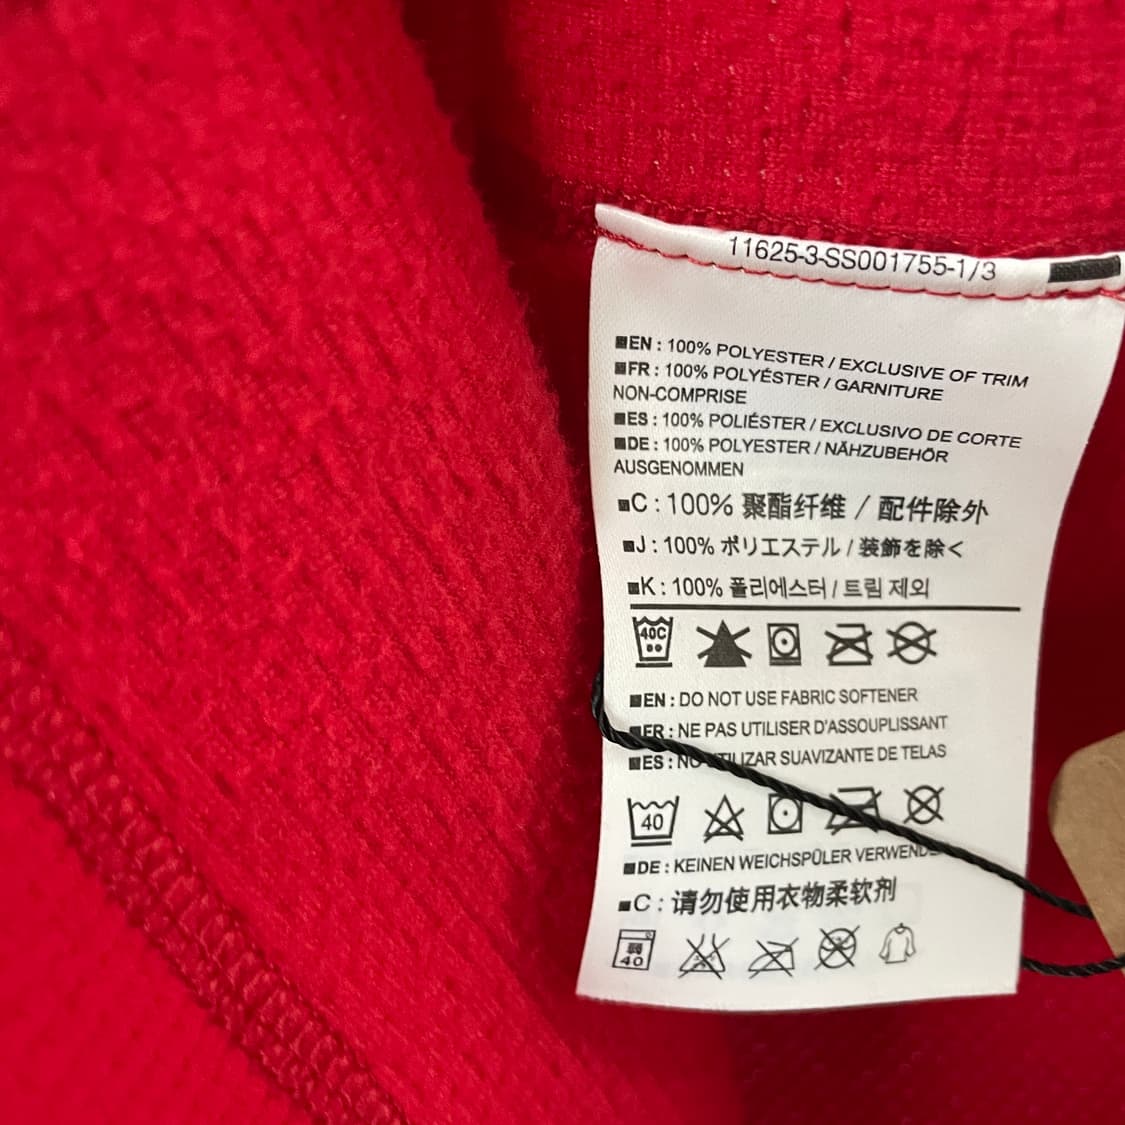 11625-3-SS001755-1/3
EN : 100% POLYESTER / EXCLUSIVE OF TRIM
FR : 100% POLYÉSTER / GARNITURE
NON-COMPRISE
ES : 100% POLIÉSTER / EXCLUSIVO DE CORTE
DE : 100% POLYESTER / NÄHZUBEHÖR
AUSGENOMMEN
C : 100% 聚酯纤维 / 配件除外
J : 100% ポリエステル / 装飾を除く
K : 100% 폴리에스터 / 트림 제외
40C
EN : DO NOT USE FABRIC SOFTENER
FR : NE PAS UTILISER D'ASSOUPLISSANT
ES : NO UTILIZAR SUAVIZANTE DE TELAS
40
DE : KEINEN WEICHSPÜLER
C : 请勿使用衣物柔软剂
弱
40